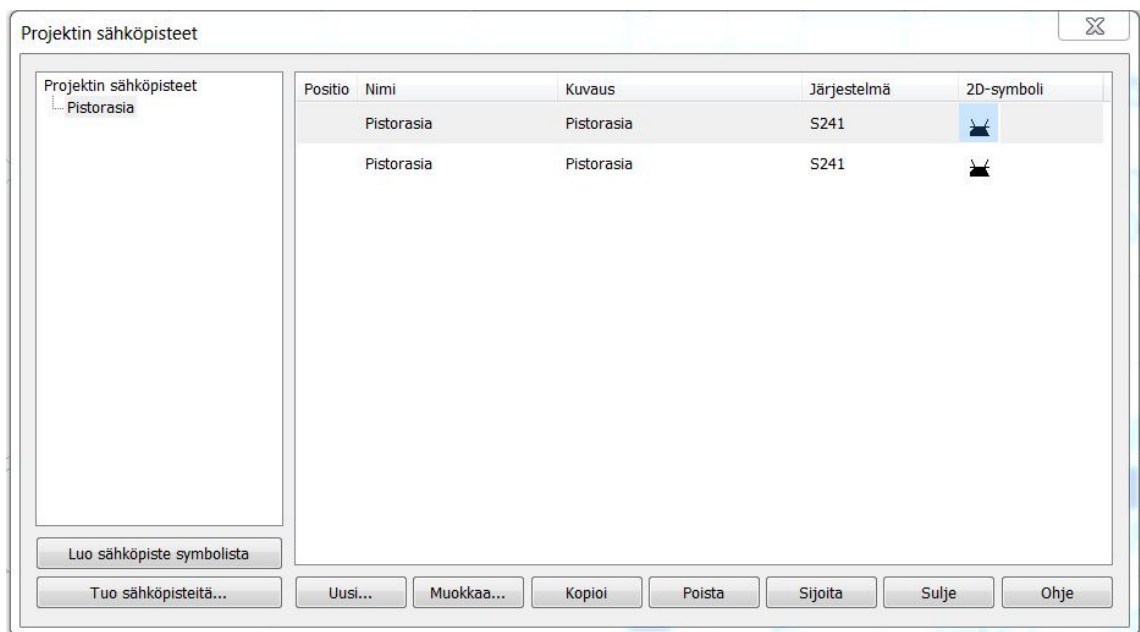 Projektin sähköpisteet
Projektin sähköpisteet
Pistorasia
Positio Nimi Kuvaus Järjestelmä 2D-symboli
Pistorasia Pistorasia S241
Pistorasia Pistorasia S241
Luo sähköpiste symbolista
Tuo sähköpisteitä...
Uusi... Muokkaa... Kopioi Poista Sijoita Sulje Ohje